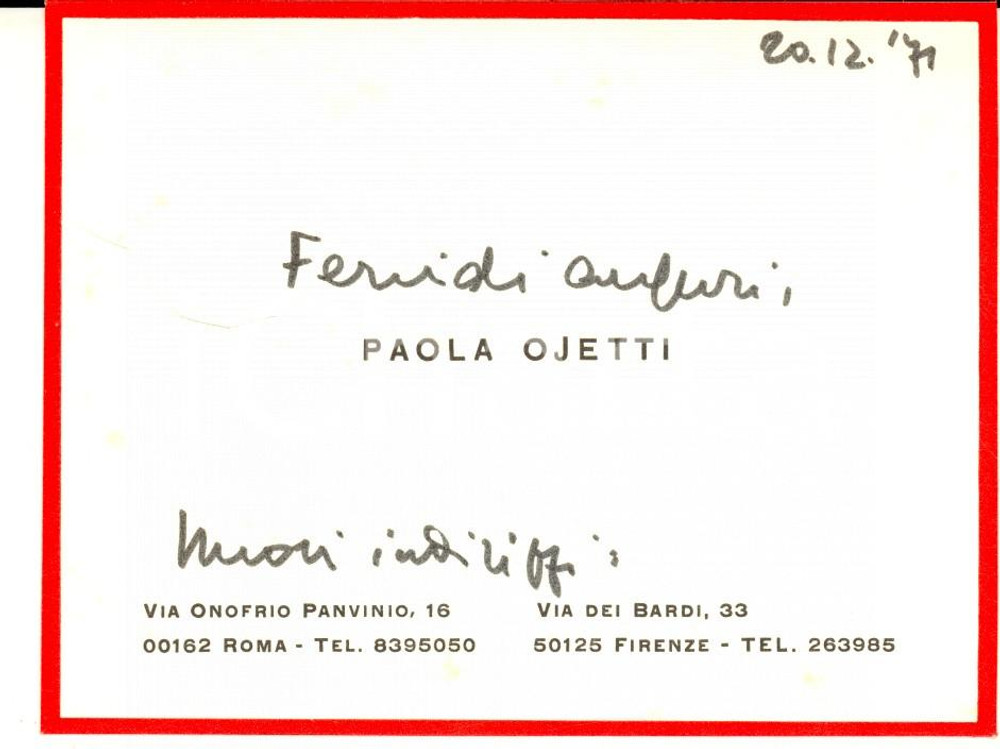 20.12.'71
Fervidi auguri,
PAOLA OJETTI
Nuovi indirizzi:
VIA ONOFRIO PANVINIO, 16
00162 ROMA - TEL. 8395050
VIA DEI BARDI, 33
50125 FIRENZE - TEL. 263985